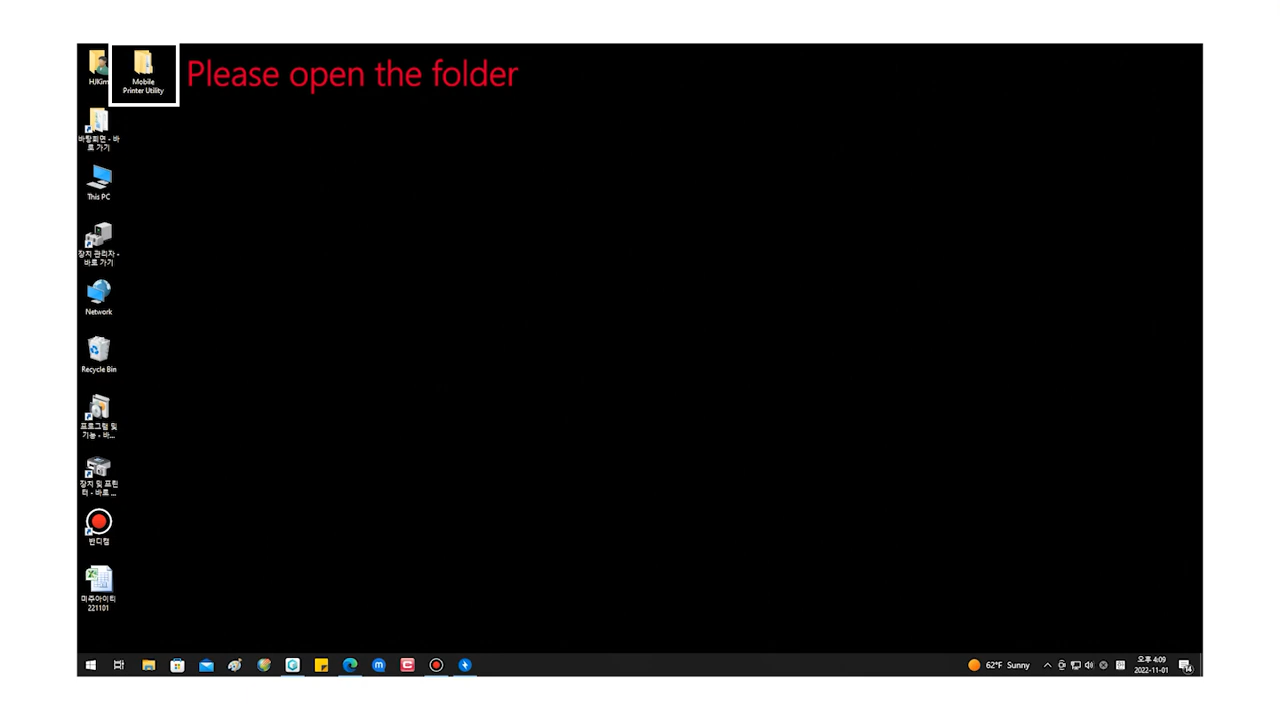 HJKim
Mobile
Printer Utility
Please open the folder
바탕화면 - 바
로 가기
This PC
장치 관리자 -
바로 가기
Network
Recycle Bin
프로그램 및
기능 - 바...
장치 및 프린
터 - 바로 ...
반디캠
미주아이티
221101
62°F Sunny
오후 4:09
2022-11-01